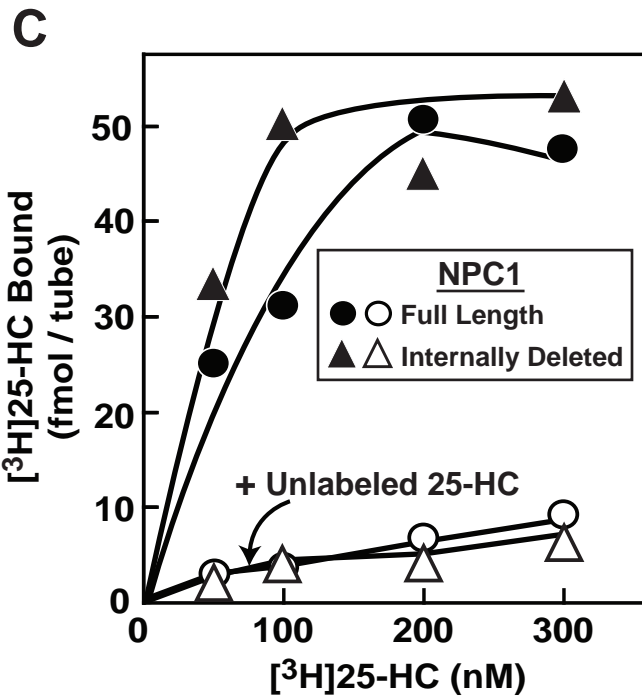 C
[³H]25-HC Bound
(fmol / tube)
50
40
30
20
10
0
NPC1
Full Length
Internally Deleted
+ Unlabeled 25-HC
0 100 200 300
[³H]25-HC (nM)